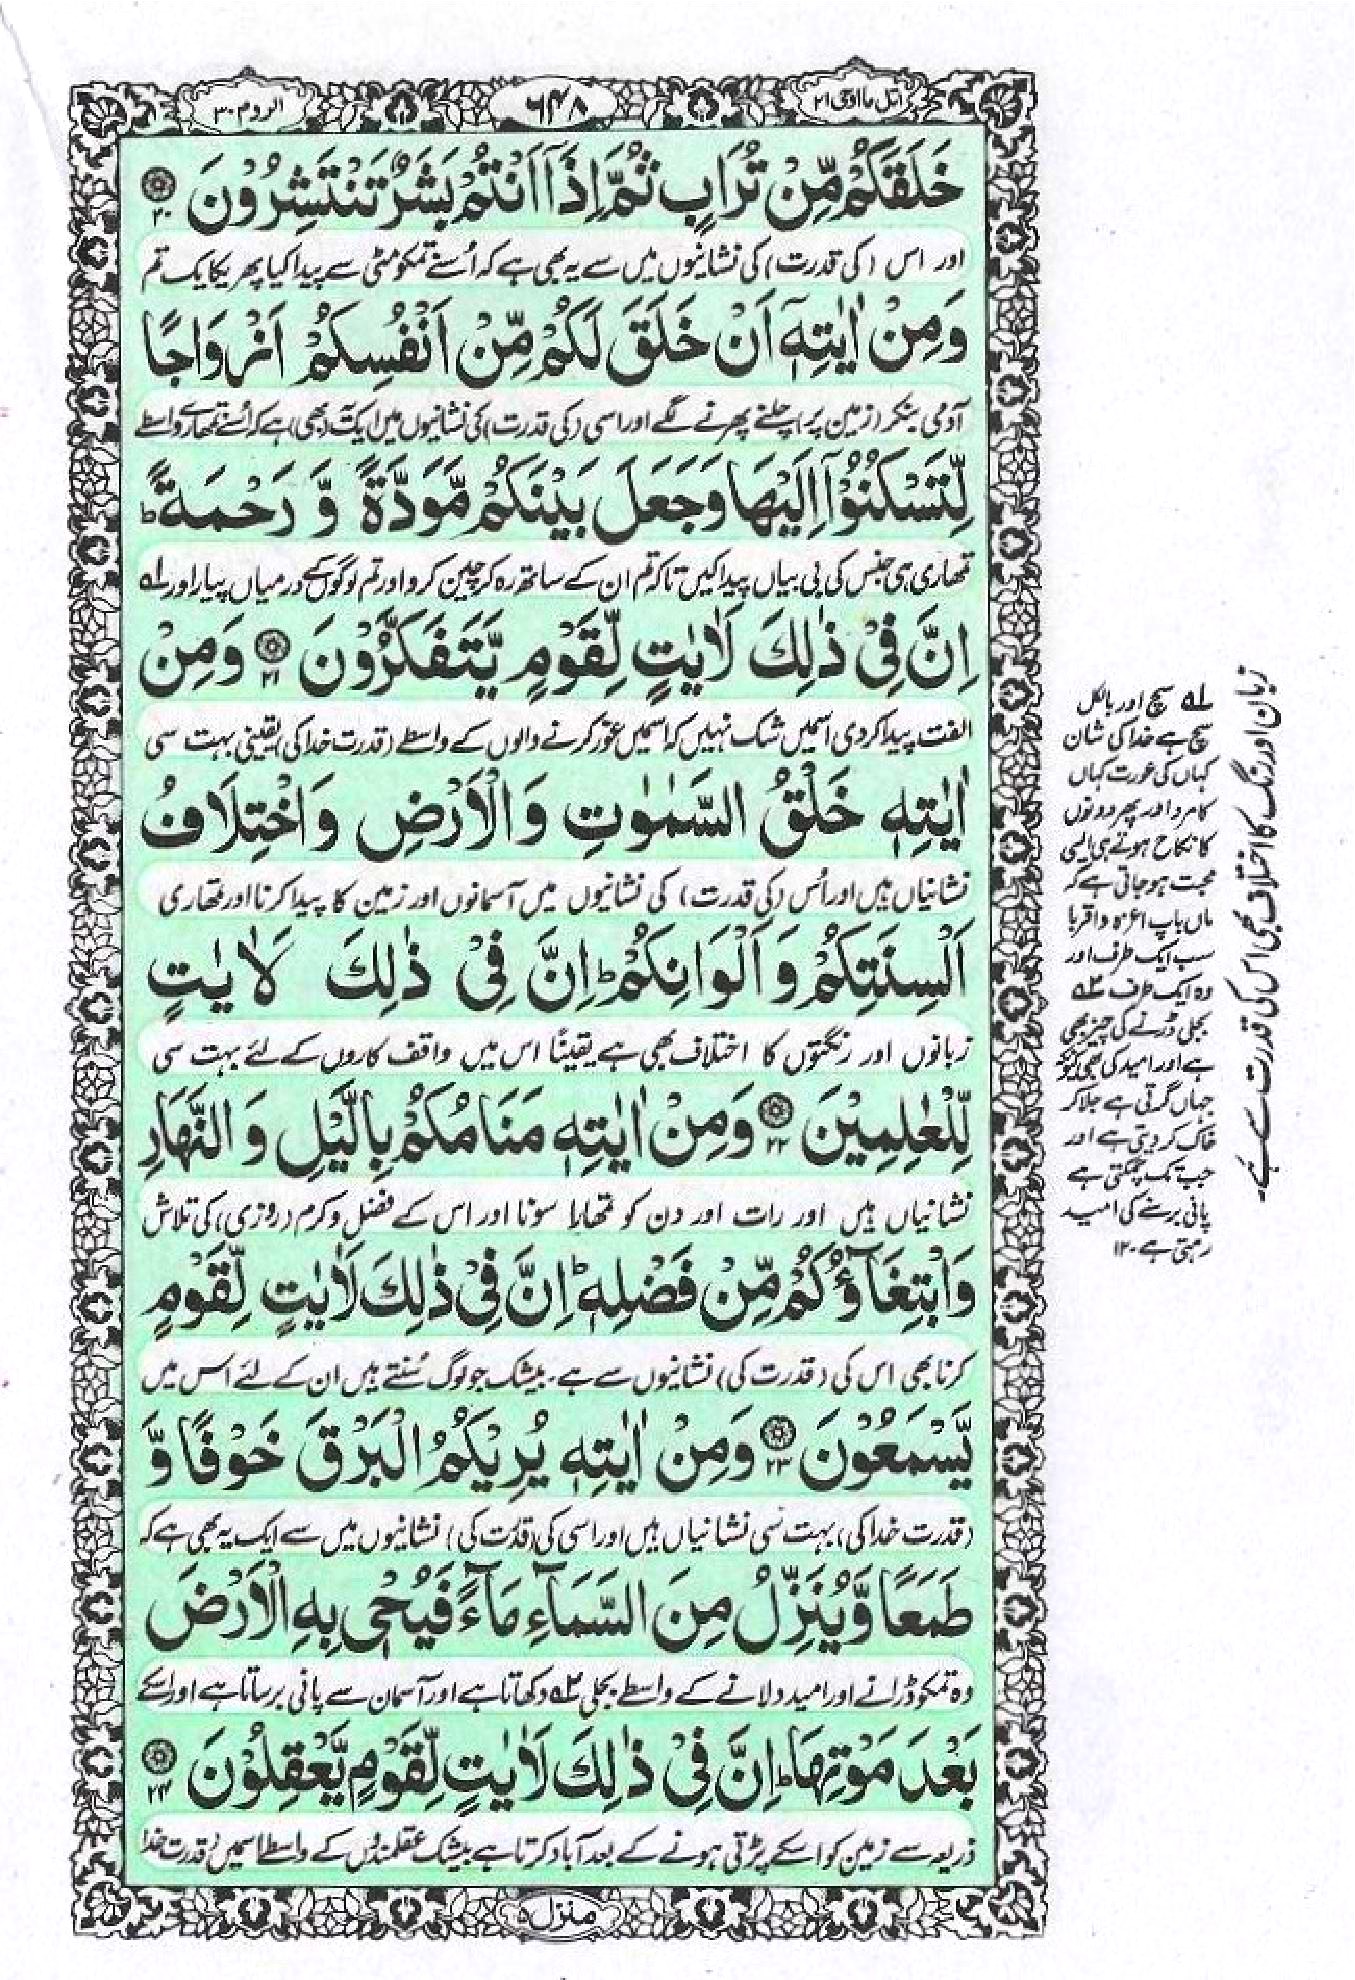 اتل ما اوحی ۲۱
۶۴۸
الروم ۳۰
خَلَقَكُمْ مِّنْ تُرَابٍ ثُمَّ اِذَآ اَنْتُمْ بَشَرٌ تَنْتَشِرُوْنَ ۲۰
اور اس (کی قدرت) کی نشانیوں میں سے یہ بھی ہے کہ اُسنے تمکو مٹی سے پیدا کیا پھر یکایک تم
وَمِنْ اٰيٰتِهٖٓ اَنْ خَلَقَ لَكُمْ مِّنْ اَنْفُسِكُمْ اَزْوَاجًا
آدمی بنکر (زمین پر) چلنے پھرنے لگے اور اسی (کی قدرت) کی نشانیوں میں ایک یہ (بھی) ہے کہ اُسنے تمھارے واسطے
لِّتَسْكُنُوْٓا اِلَيْهَا وَجَعَلَ بَيْنَكُمْ مَّوَدَّةً وَّ رَحْمَةً ؕ
تمھاری ہی جنس کی بی بیاں پیدا کیں تاکہ تم ان کے ساتھ رہ کر چین کرو اور تم لوگوں کے درمیاں پیار اور ۱ے
اِنَّ فِيْ ذٰلِكَ لَاٰيٰتٍ لِّقَوْمٍ يَّتَفَكَّرُوْنَ ۲۱ وَمِنْ
الفت پیدا کر دی اسمیں شک نہیں کہ اسمیں غور کرنے والوں کے واسطے (قدرت خدا کی) یقینی بہت سی
اٰيٰتِهٖ خَلْقُ السَّمٰوٰتِ وَالْاَرْضِ وَاخْتِلَافُ
نشانیاں ہیں اور اُس (کی قدرت) کی نشانیوں میں آسمانوں اور زمین کا پیدا کرنا اور تمھاری
اَلْسِنَتِكُمْ وَاَلْوَانِكُمْ ؕ اِنَّ فِيْ ذٰلِكَ لَاٰيٰتٍ
زبانوں اور رنگتوں کا اختلاف بھی ہے یقینًا اس میں واقف کاروں کے لئے بہت سی
لِّلْعٰلِمِيْنَ ۲۲ وَمِنْ اٰيٰتِهٖ مَنَامُكُمْ بِالَّيْلِ وَالنَّهَارِ
نشانیاں ہیں اور رات اور دن کو تمھارا سونا اور اس کے فضل و کرم (روزی) کی تلاش
وَابْتِغَآؤُكُمْ مِّنْ فَضْلِهٖ ؕ اِنَّ فِيْ ذٰلِكَ لَاٰيٰتٍ لِّقَوْمٍ
کرنا بھی اس کی (قدرت کی) نشانیوں سے ہے۔ بیشک جو لوگ سُنتے ہیں ان کے لئے اس میں
يَّسْمَعُوْنَ ۲۳ وَمِنْ اٰيٰتِهٖ يُرِيْكُمُ الْبَرْقَ خَوْفًا وَّ
(قدرت خدا کی) بہت سی نشانیاں ہیں اور اسی کی (قدرت کی) نشانیوں میں سے ایک یہ بھی ہے کہ
طَمَعًا وَّيُنَزِّلُ مِنَ السَّمَآءِ مَآءً فَيُحْيٖ بِهِ الْاَرْضَ
وہ تمکو ڈرانے اور امید دلانے کے واسطے بجلی ۲ے دکھاتا ہے اور آسمان سے پانی برساتا ہے اور اسکے
بَعْدَ مَوْتِهَا ؕ اِنَّ فِيْ ذٰلِكَ لَاٰيٰتٍ لِّقَوْمٍ يَّعْقِلُوْنَ ۲۴
ذریعہ سے زمین کو اسکے پڑتی ہونے کے بعد آباد کرتا ہے بیشک عقلمندوں کے واسطے اسمیں (قدرت خدا
منزل ۵
۱ے سچ اور بالکل
سچ ہے خدا کی شان
کہاں کی عورت کہاں
کا مرد اور پھر دونوں
کا نکاح ہوتے ہی ایسی
محبت ہو جاتی ہے کہ
ماں باپ اعزہ و اقربا
سب ایک طرف اور
وہ ایک طرف ۲ے
بجلی ڈرنے کی چیز بھی
ہے اور امید کی بھی کیونکہ
جہاں گرتی ہے جلا کر
خاک کر دیتی ہے اور
جب تک چمکتی ہے
پانی برسنے کی امید
رہتی ہے ۱۲۰
زبان اور رنگ کا اختلاف بھی اس کی قدرت سے ہے۔